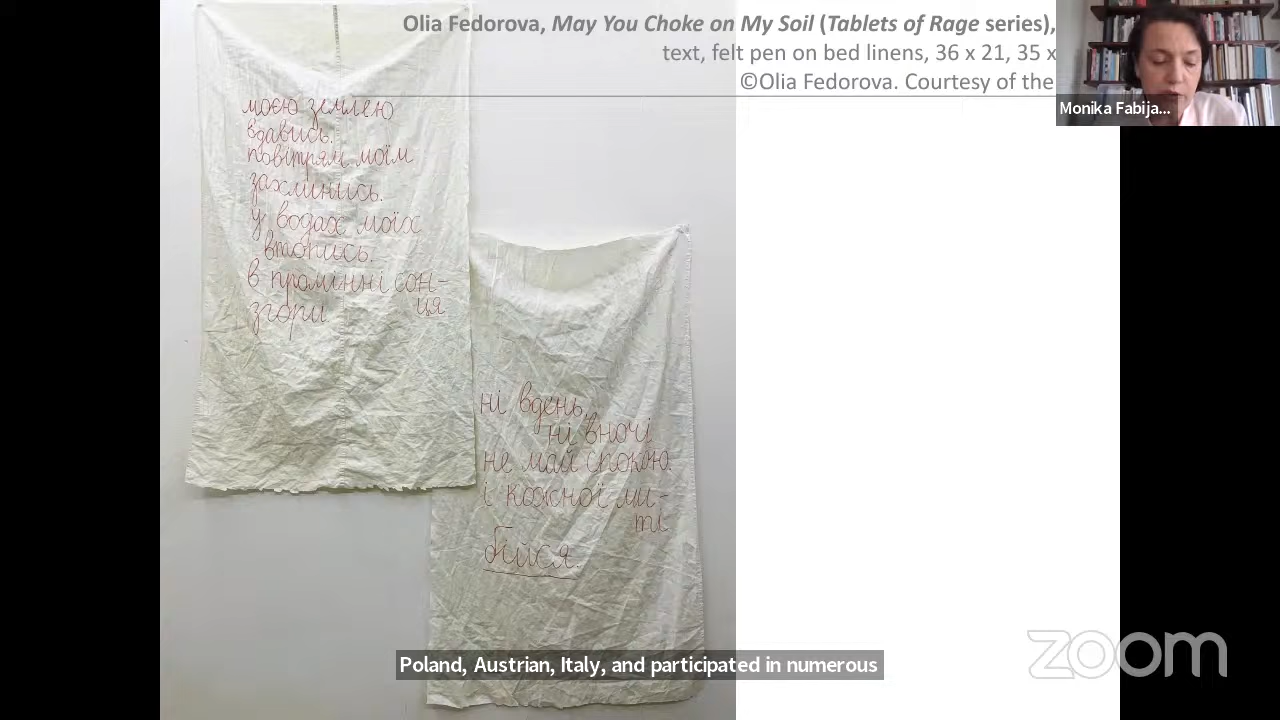 Olia Fedorova, May You Choke on My Soil (Tablets of Rage series),
text, felt pen on bed linens, 36 x 21, 35 x
©Olia Fedorova. Courtesy of the
Monika Fabija...
моєю землею
вдавись.
повітрям моїм
захлинись.
у водах моїх
втопись.
в промінні сон-
ця
згори
ні вдень,
ні вночі
не май спокою.
і кожної ми-
ті
бійся.
Poland, Austrian, Italy, and participated in numerous
zoom